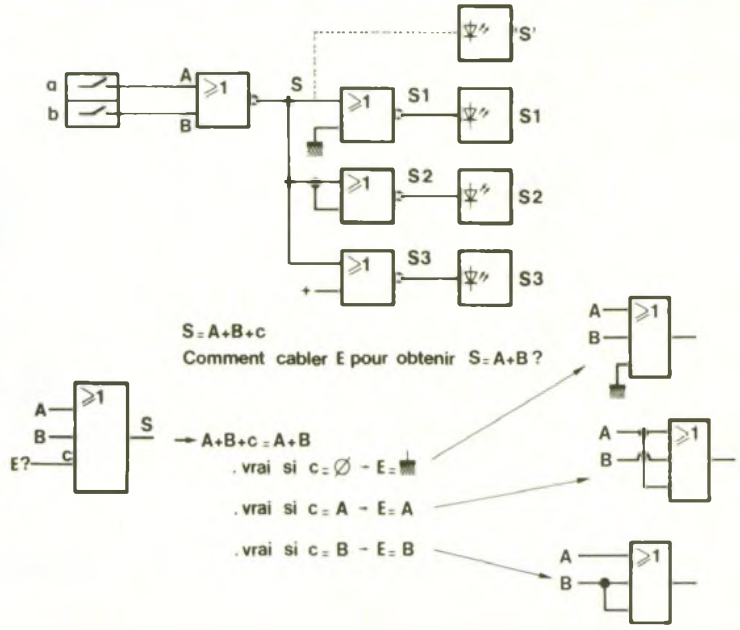 'S'
a
A
≥1
S
b
B
≥1
S1
S1
≥1
S2
S2
≥1
S3
S3
+
S=A+B+c
Comment cabler E pour obtenir S=A+B ?
A
≥1
B
A
≥1
B
S
E?
c
→ A+B+c=A+B
. vrai si c=Ø - E=
. vrai si c=A - E=A
. vrai si c=B - E=B
A
≥1
B
A
≥1
B